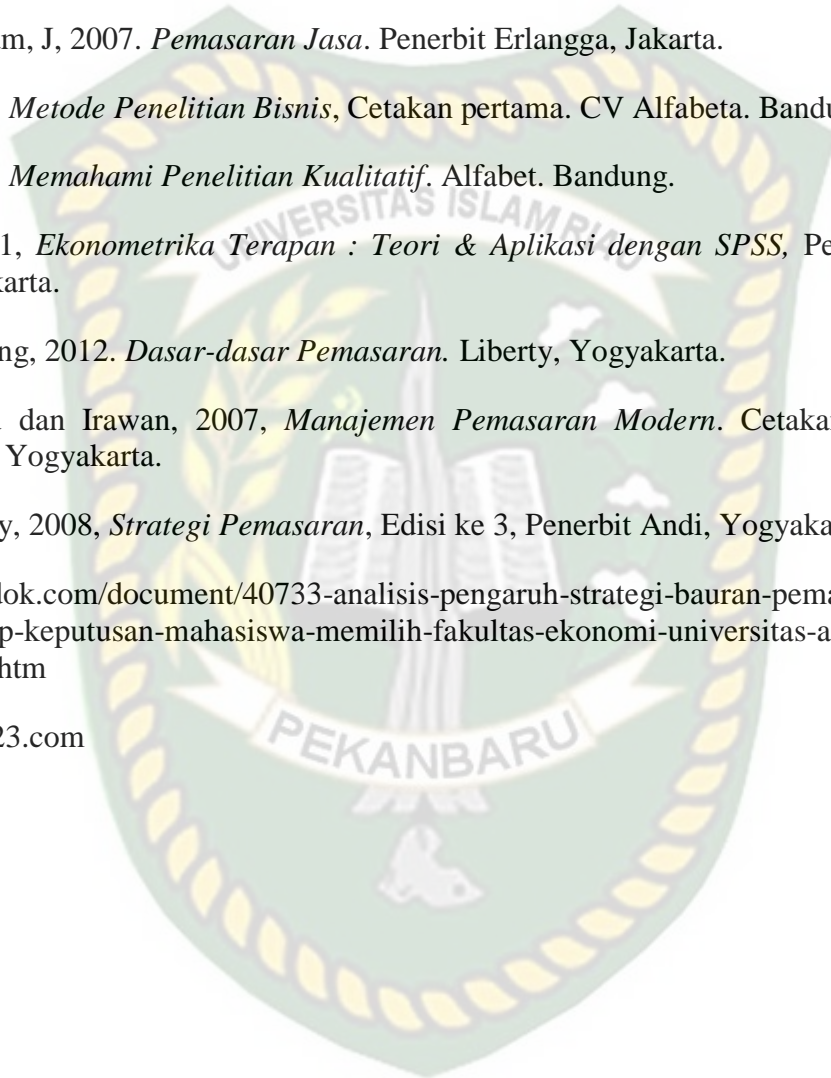 am, J, 2007. Pemasaran Jasa. Penerbit Erlangga, Jakarta.
Metode Penelitian Bisnis, Cetakan pertama. CV Alfabeta. Bandu
Memahami Penelitian Kualitatif. Alfabet. Bandung.
UNIVERSITAS ISLAM RIAU
1, Ekonometrika Terapan : Teori & Aplikasi dengan SPSS, Pe
karta.
ng, 2012. Dasar-dasar Pemasaran. Liberty, Yogyakarta.
dan Irawan, 2007, Manajemen Pemasaran Modern. Cetakan
Yogyakarta.
y, 2008, Strategi Pemasaran, Edisi ke 3, Penerbit Andi, Yogyaka
dok.com/document/40733-analisis-pengaruh-strategi-bauran-pema
p-keputusan-mahasiswa-memilih-fakultas-ekonomi-universitas-a
htm
PEKANBARU
23.com